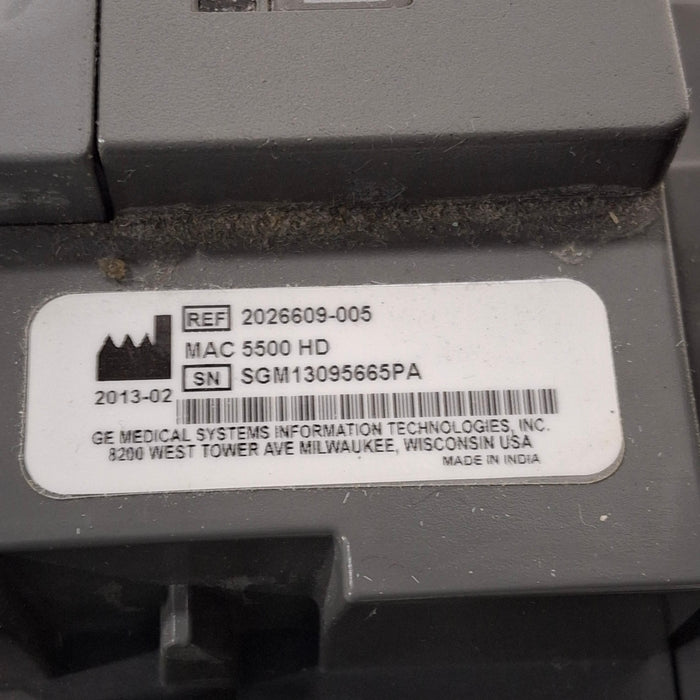 REF 2026609-005
MAC 5500 HD
SN SGM13095665PA
2013-02
GE MEDICAL SYSTEMS INFORMATION TECHNOLOGIES, INC.
8200 WEST TOWER AVE MILWAUKEE, WISCONSIN USA
MADE IN INDIA